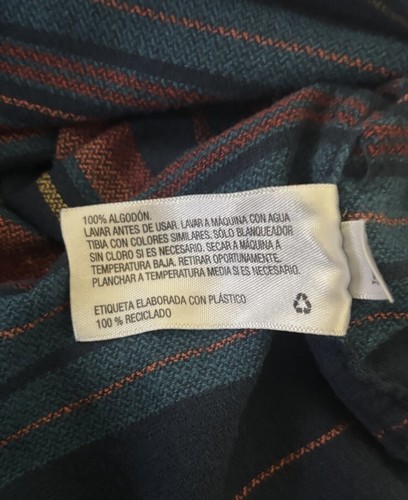 100% ALGODÓN.
LAVAR ANTES DE USAR. LAVAR A MÁQUINA CON AGUA
TIBIA CON COLORES SIMILARES. SÓLO BLANQUEADOR
SIN CLORO SI ES NECESARIO. SECAR A MÁQUINA A
TEMPERATURA BAJA. RETIRAR OPORTUNAMENTE.
PLANCHAR A TEMPERATURA MEDIA SI ES NECESARIO.
ETIQUETA ELABORADA CON PLÁSTICO
100 % RECICLADO